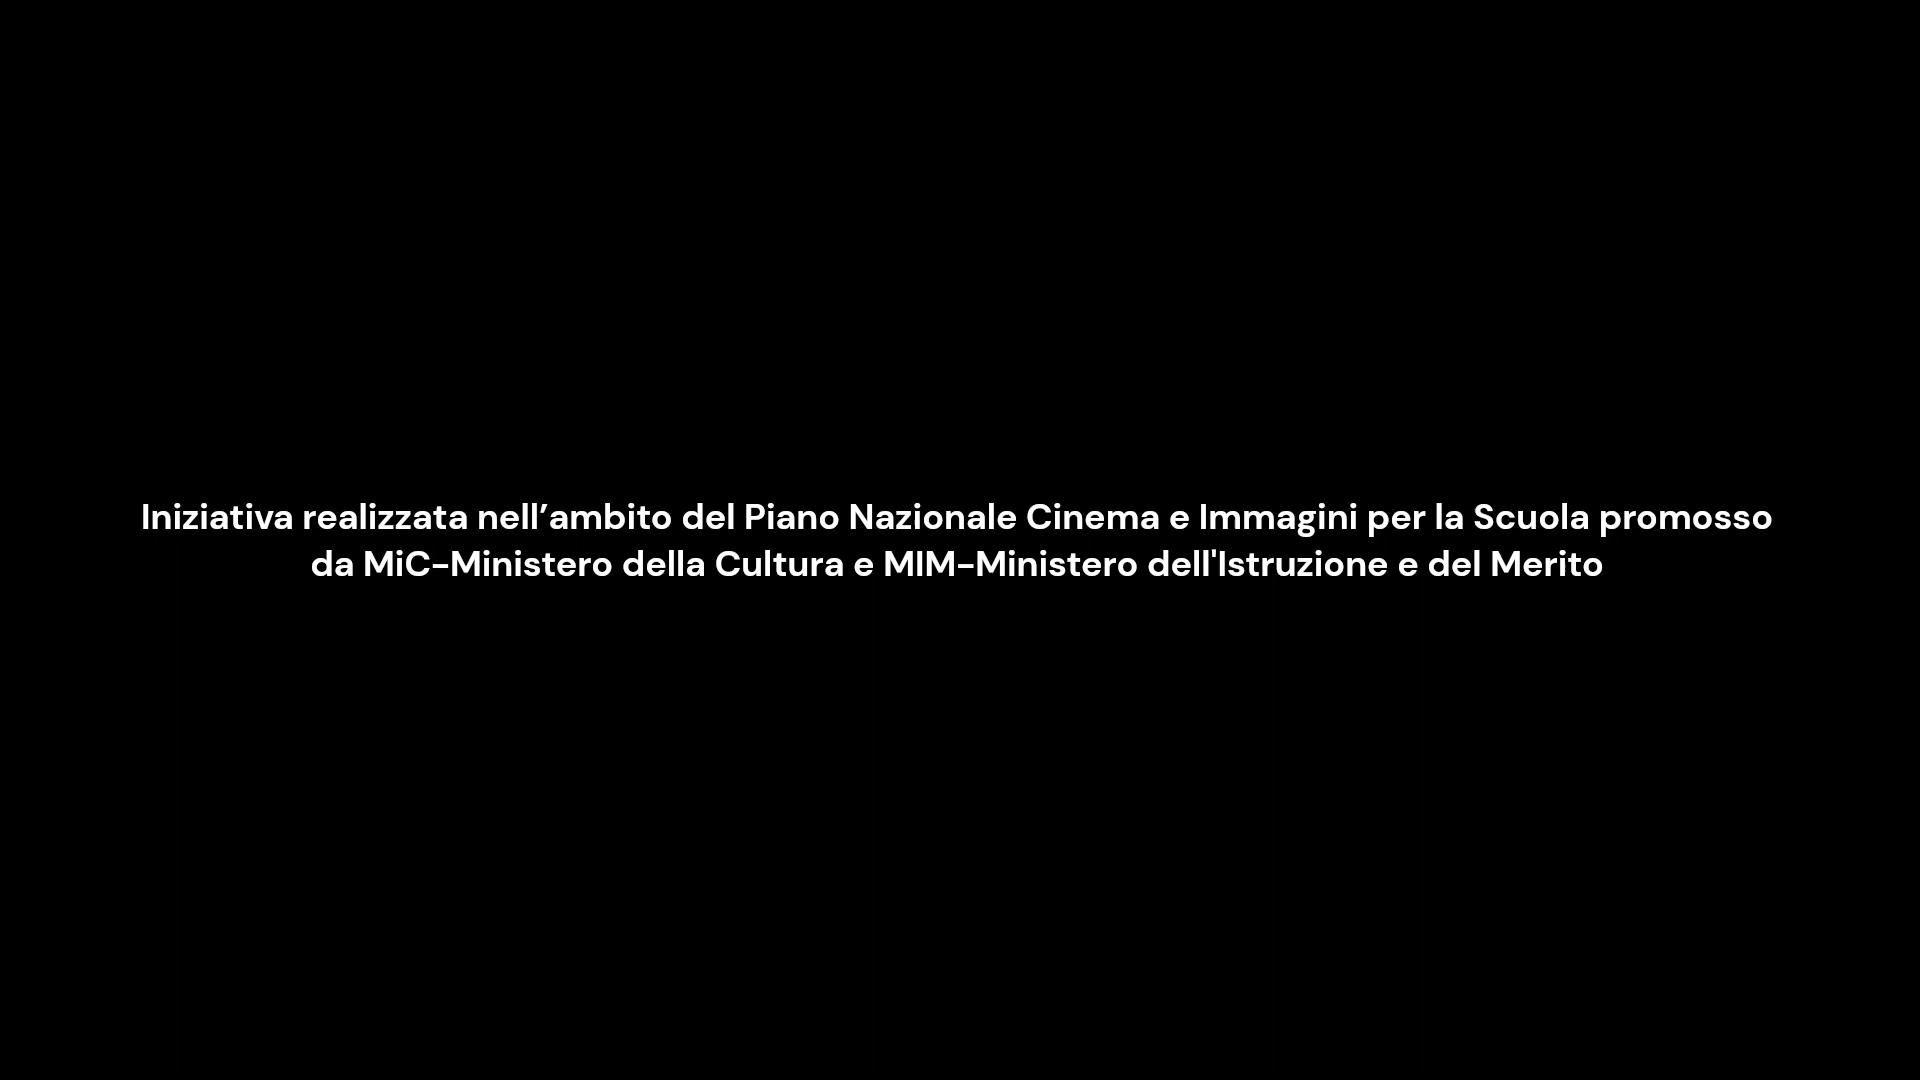 Iniziativa realizzata nell’ambito del Piano Nazionale Cinema e Immagini per la Scuola promosso
da MiC-Ministero della Cultura e MIM-Ministero dell'Istruzione e del Merito